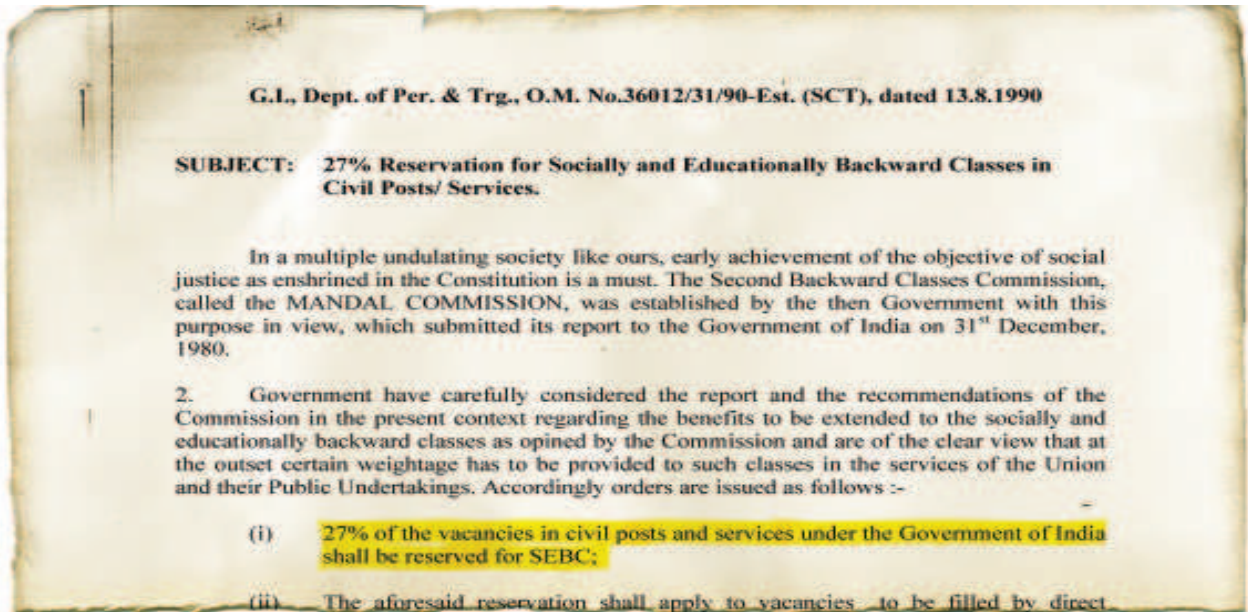 G.I., Dept. of Per. & Trg., O.M. No.36012/31/90-Est. (SCT), dated 13.8.1990
SUBJECT: 27% Reservation for Socially and Educationally Backward Classes in
Civil Posts/ Services.
In a multiple undulating society like ours, early achievement of the objective of social
justice as enshrined in the Constitution is a must. The Second Backward Classes Commission,
called the MANDAL COMMISSION, was established by the then Government with this
purpose in view, which submitted its report to the Government of India on 31st December,
1980.
2. Government have carefully considered the report and the recommendations of the
Commission in the present context regarding the benefits to be extended to the socially and
educationally backward classes as opined by the Commission and are of the clear view that at
the outset certain weightage has to be provided to such classes in the services of the Union
and their Public Undertakings. Accordingly orders are issued as follows :-
(i) 27% of the vacancies in civil posts and services under the Government of India
shall be reserved for SEBC;
(ii) The aforesaid reservation shall apply to vacancies to be filled by direct